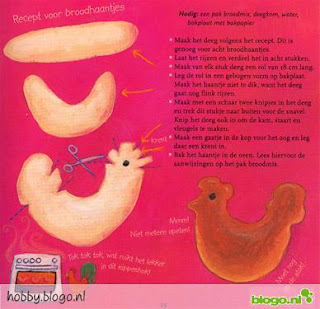 Recept voor broodhaantjes
Nodig: een pak broodmix, deegbom, water,
bakplaat met bakpapier
• Maak het deeg volgens het recept. Dit is
genoeg voor acht broodhaantjes.
• Laat het rijzen en verdeel het in acht stukken.
• Maak van elk stuk deeg een rol van 18 cm lang.
• Leg de rol in een gebogen vorm op bakplaat.
Maak het haantje niet te dik, want het deeg
gaat nog flink rijzen.
• Maak met een schaar twee knipjes in het deeg
en trek dit stukje naar buiten voor de snavel.
Knip het deeg ook in om de kam, staart en
vleugels te maken.
• Maak een gaatje in de kop voor het oog en leg
daar een krent in.
• Bak het haantje in de oven. Lees hiervoor de
aanwijzingen op het pak broodmix.
Krent
Mmm!
Niet meteen opeten!
Tok tok tok, wat ruikt het lekker
in dit kippenhok!
Moet nog
hobby.blogo.nl
blogo.nl